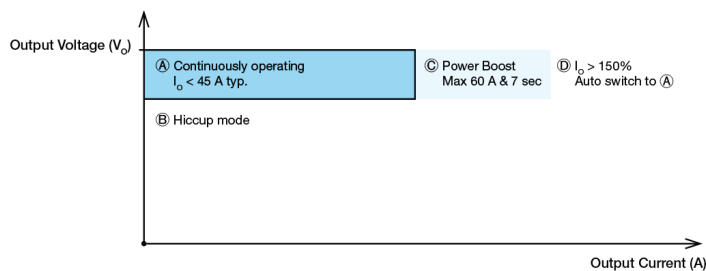 Output Voltage (Vo)
Ⓐ Continuously operating
Io < 45 A typ.
Ⓒ Power Boost
Max 60 A & 7 sec
Ⓓ Io > 150%
Auto switch to Ⓐ
Ⓑ Hiccup mode
Output Current (A)